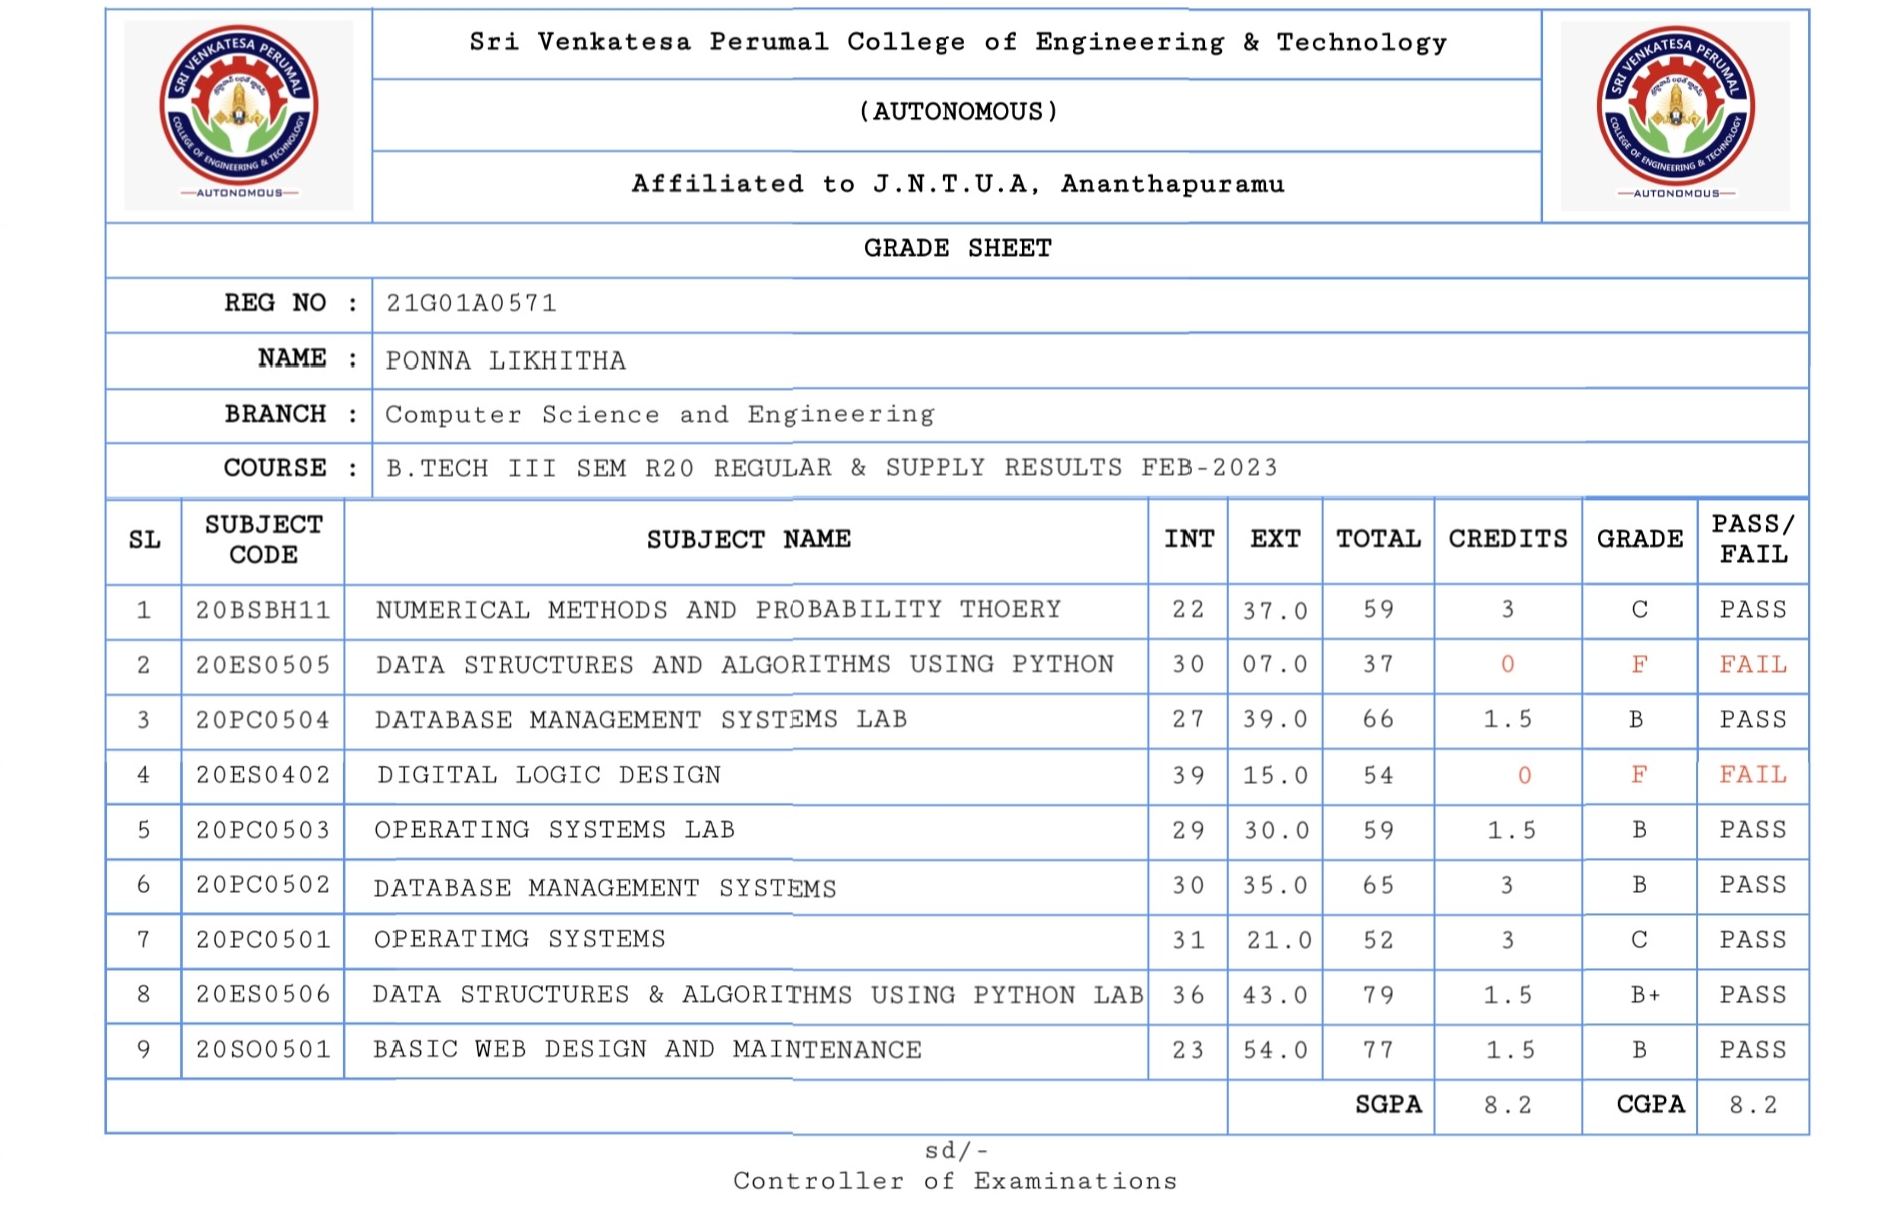 Sri Venkatesa Perumal College of Engineering & Technology
(AUTONOMOUS)
Affiliated to J.N.T.U.A, Ananthapuramu
SRI VENKATESA PERUMAL
COLLEGE OF ENGINEERING & TECHNOLOGY
AUTONOMOUS
SRI VENKATESA PERUMAL
COLLEGE OF ENGINEERING & TECHNOLOGY
AUTONOMOUS
GRADE SHEET
REG NO : 21G01A0571
NAME : PONNA LIKHITHA
BRANCH : Computer Science and Engineering
COURSE : B.TECH III SEM R20 REGULAR & SUPPLY RESULTS FEB-2023
SL SUBJECT CODE SUBJECT NAME INT EXT TOTAL CREDITS GRADE PASS/ FAIL
1 20BSBH11 NUMERICAL METHODS AND PROBABILITY THOERY 22 37.0 59 3 C PASS
2 20ES0505 DATA STRUCTURES AND ALGORITHMS USING PYTHON 30 07.0 37 0 F FAIL
3 20PC0504 DATABASE MANAGEMENT SYSTEMS LAB 27 39.0 66 1.5 B PASS
4 20ES0402 DIGITAL LOGIC DESIGN 39 15.0 54 0 F FAIL
5 20PC0503 OPERATING SYSTEMS LAB 29 30.0 59 1.5 B PASS
6 20PC0502 DATABASE MANAGEMENT SYSTEMS 30 35.0 65 3 B PASS
7 20PC0501 OPERATIMG SYSTEMS 31 21.0 52 3 C PASS
8 20ES0506 DATA STRUCTURES & ALGORITHMS USING PYTHON LAB 36 43.0 79 1.5 B+ PASS
9 20SO0501 BASIC WEB DESIGN AND MAINTENANCE 23 54.0 77 1.5 B PASS
SGPA 8.2 CGPA 8.2
sd/-
Controller of Examinations